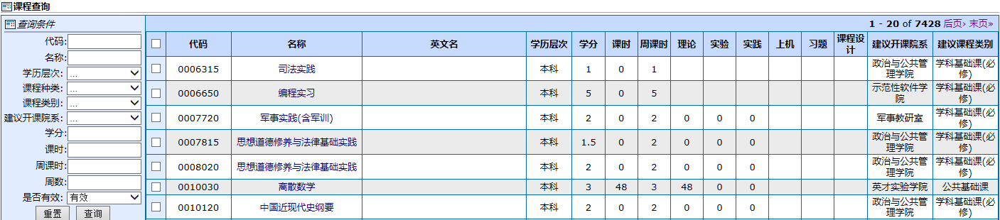 课程查询
查询条件
1 - 20 of 7428 后页› 末页»
代码:
名称:
学历层次: ...
课程种类: ...
课程类别: ...
建议开课院系: ...
学分:
课时:
周课时:
周数:
是否有效: 有效
重置 查询
代码 名称 英文名 学历层次 学分 课时 周课时 理论 实验 实践 上机 习题 课程设计 建议开课院系 建议课程类别
0006315 司法实践 本科 1 0 1 政治与公共管理学院 学科基础课(必修)
0006650 编程实习 本科 5 0 5 示范性软件学院 学科基础课(必修)
0007720 军事实践(含军训) 本科 2 0 2 0 0 0 军事教研室 学科基础课(必修)
0007815 思想道德修养与法律基础实践 本科 1.5 0 2 0 0 0 政治与公共管理学院 学科基础课(必修)
0008020 思想道德修养与法律基础实践 本科 2 0 2 0 0 0 政治与公共管理学院 学科基础课(必修)
0010030 离散数学 本科 3 48 3 48 0 0 英才实验学院 公共基础课
0010120 中国近现代史纲要 本科 2 0 2 0 0 0 政治与公共管理学院 学科基础课(必修)